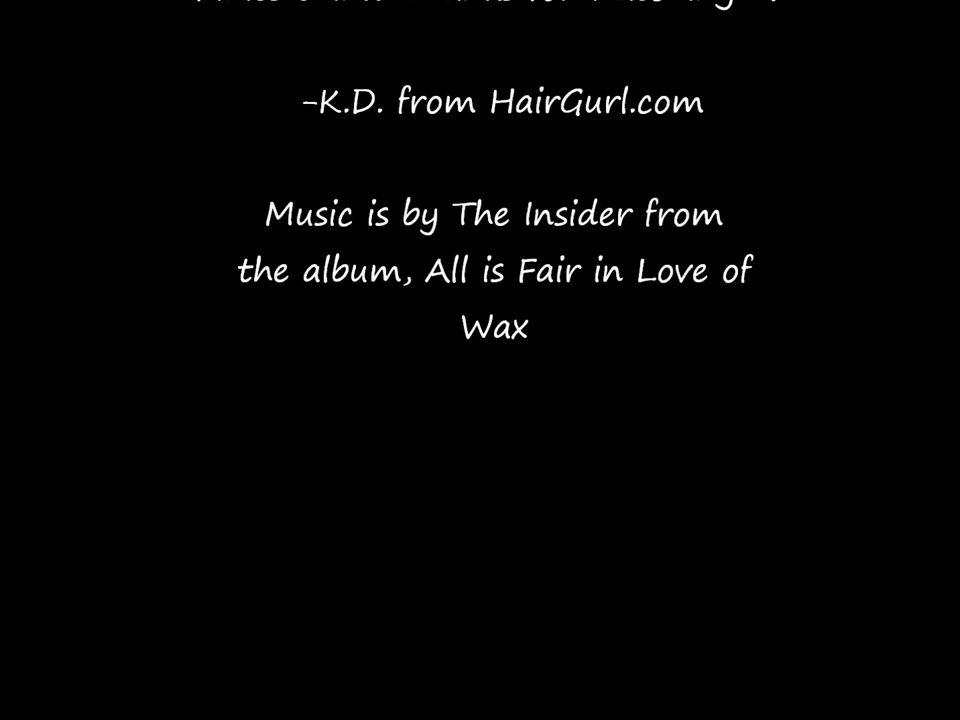 -K.D. from HairGurl.com
Music is by The Insider from
the album, All is Fair in Love of
Wax